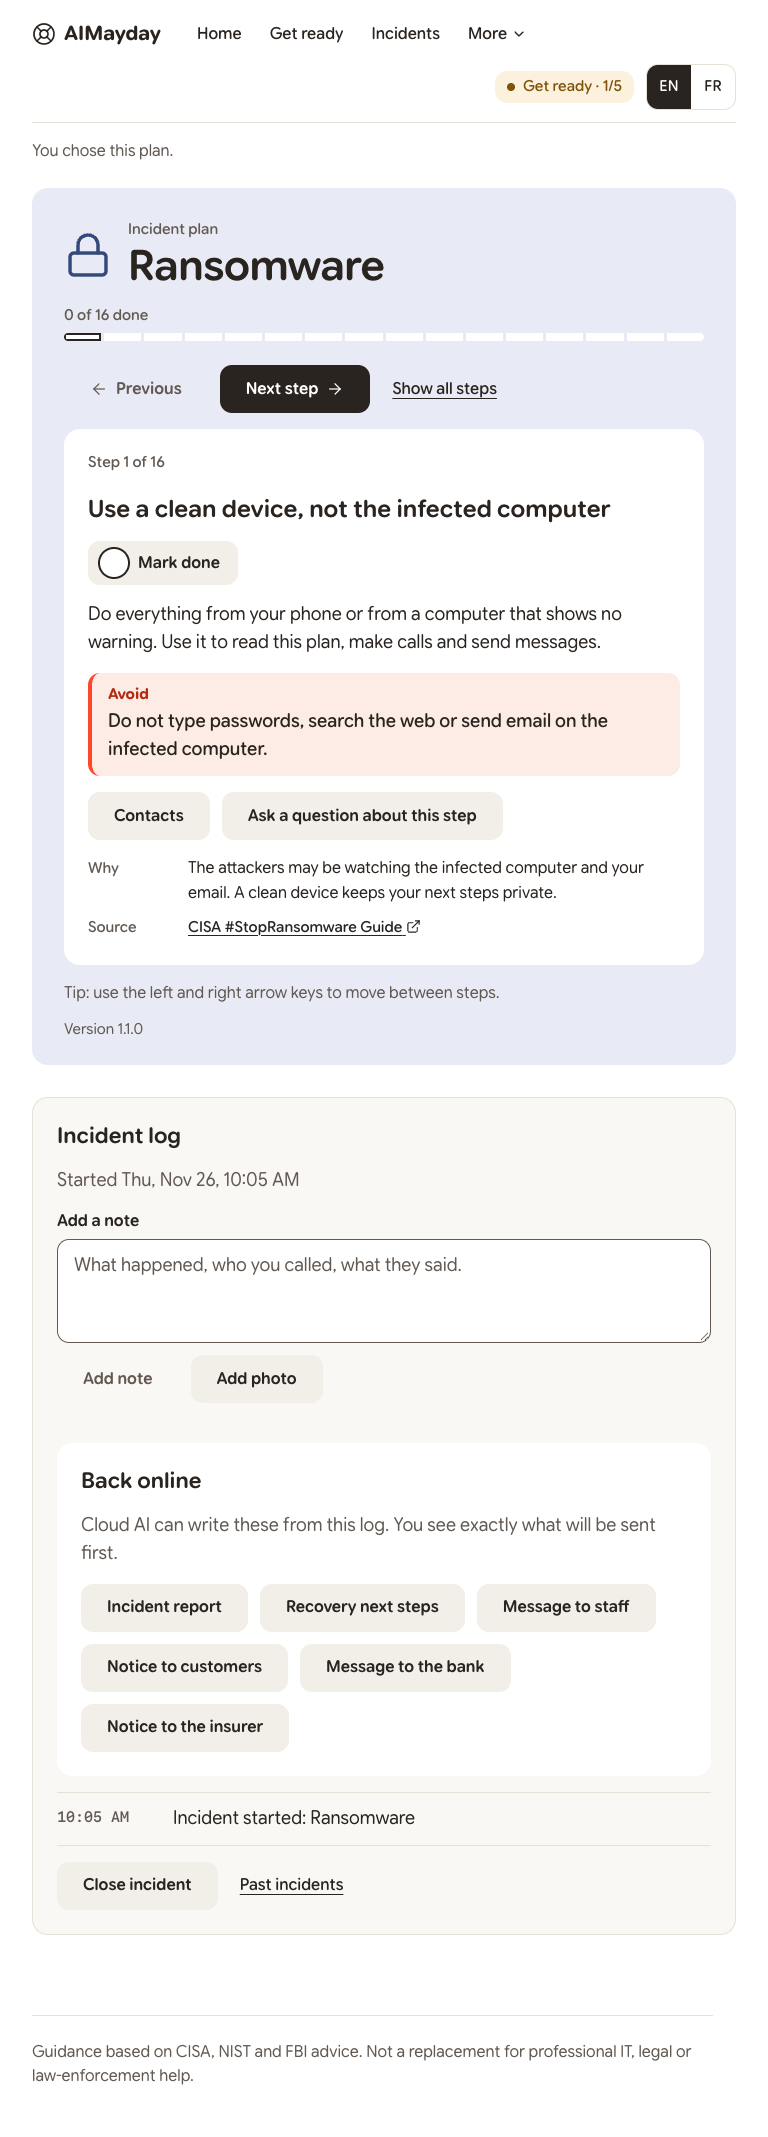 AIMayday
Home
Get ready
Incidents
More
Get ready · 1/5
EN
FR
You chose this plan.
Incident plan
Ransomware
0 of 16 done
Previous
Next step
Show all steps
Step 1 of 16
Use a clean device, not the infected computer
Mark done
Do everything from your phone or from a computer that shows no
warning. Use it to read this plan, make calls and send messages.
Avoid
Do not type passwords, search the web or send email on the
infected computer.
Contacts
Ask a question about this step
Why
The attackers may be watching the infected computer and your
email. A clean device keeps your next steps private.
Source
CISA #StopRansomware Guide
Tip: use the left and right arrow keys to move between steps.
Version 1.1.0
Incident log
Started Thu, Nov 26, 10:05 AM
Add a note
What happened, who you called, what they said.
Add note
Add photo
Back online
Cloud AI can write these from this log. You see exactly what will be sent
first.
Incident report
Recovery next steps
Message to staff
Notice to customers
Message to the bank
Notice to the insurer
10:05 AM
Incident started: Ransomware
Close incident
Past incidents
Guidance based on CISA, NIST and FBI advice. Not a replacement for professional IT, legal or
law-enforcement help.